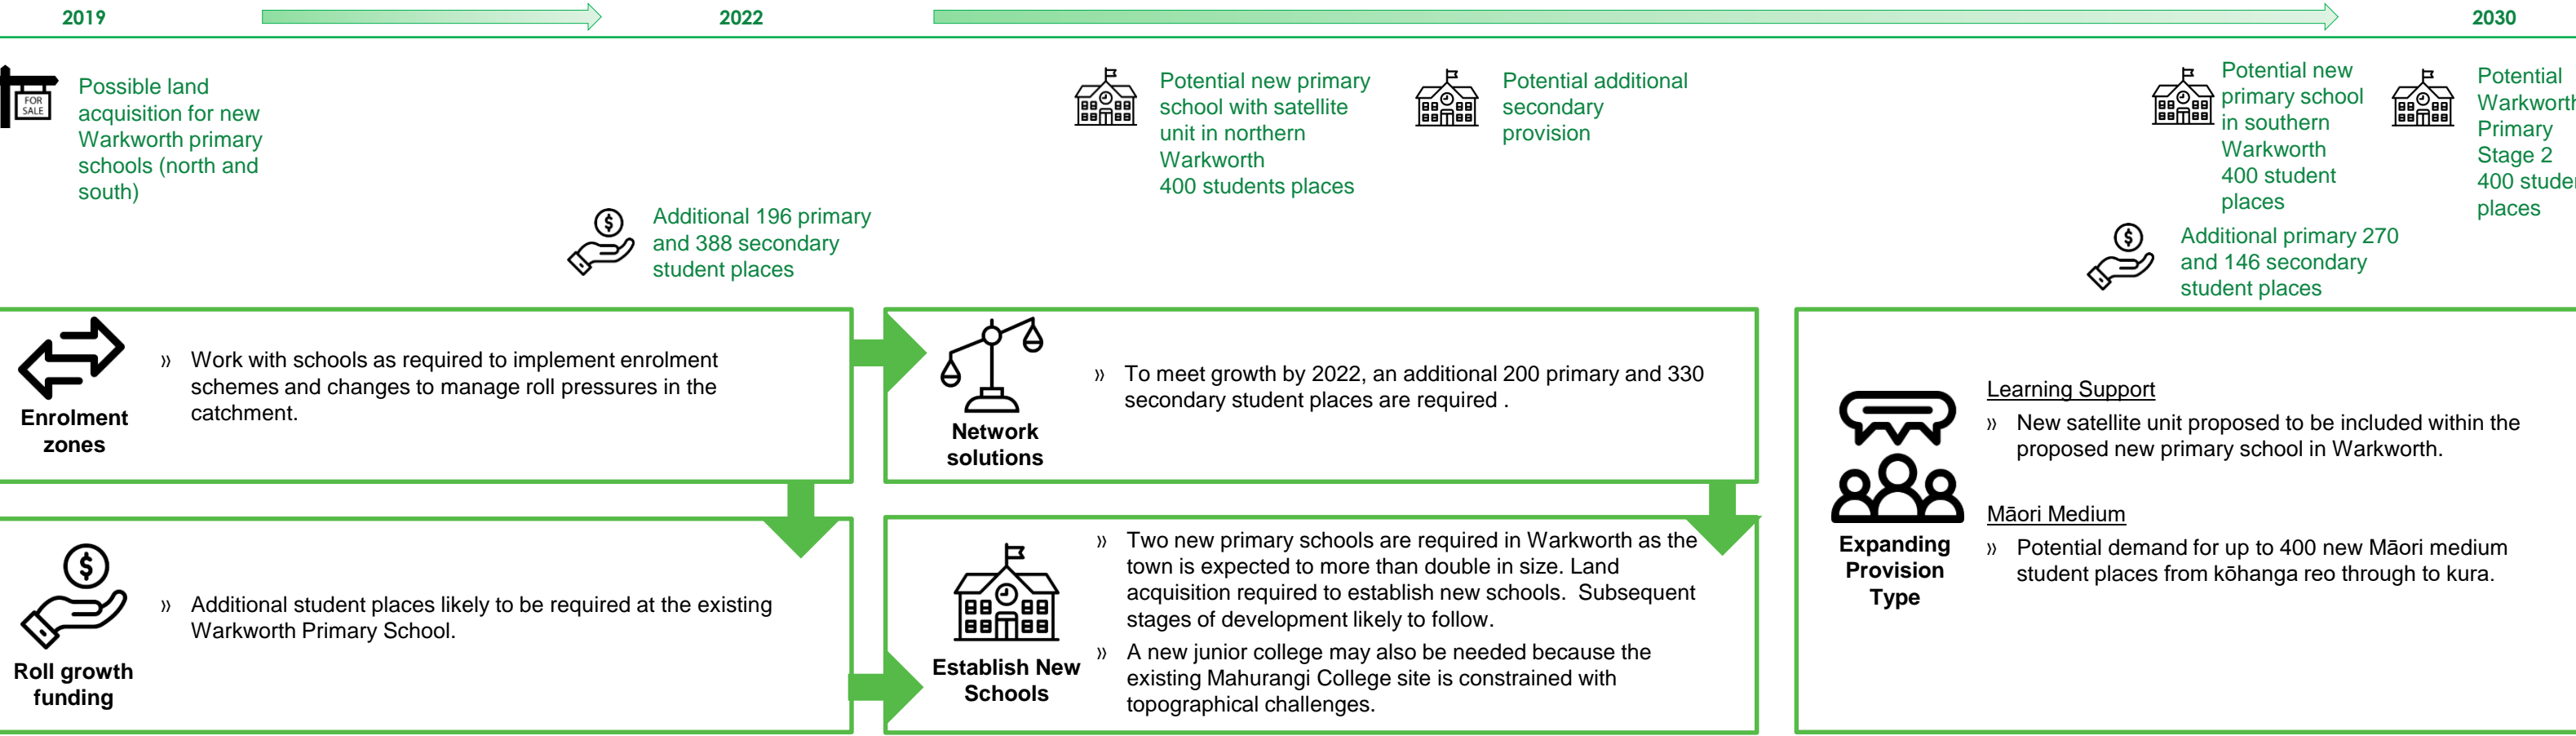 2019
2022
2030
FOR
SALE
Possible land
acquisition for new
Warkworth primary
schools (north and
south)
Additional 196 primary
and 388 secondary
student places
Potential new primary
school with satellite
unit in northern
Warkworth
400 students places
Potential additional
secondary
provision
Potential new
primary school
in southern
Warkworth
400 student
places
Potential
Warkworth
Primary
Stage 2
400 studen
places
Additional primary 270
and 146 secondary
student places
Enrolment
zones
» Work with schools as required to implement enrolment
schemes and changes to manage roll pressures in the
catchment.
Network
solutions
» To meet growth by 2022, an additional 200 primary and 330
secondary student places are required .
Roll growth
funding
» Additional student places likely to be required at the existing
Warkworth Primary School.
Establish New
Schools
» Two new primary schools are required in Warkworth as the
town is expected to more than double in size. Land
acquisition required to establish new schools. Subsequent
stages of development likely to follow.
» A new junior college may also be needed because the
existing Mahurangi College site is constrained with
topographical challenges.
Expanding
Provision
Type
Learning Support
» New satellite unit proposed to be included within the
proposed new primary school in Warkworth.
Māori Medium
» Potential demand for up to 400 new Māori medium
student places from kōhanga reo through to kura.